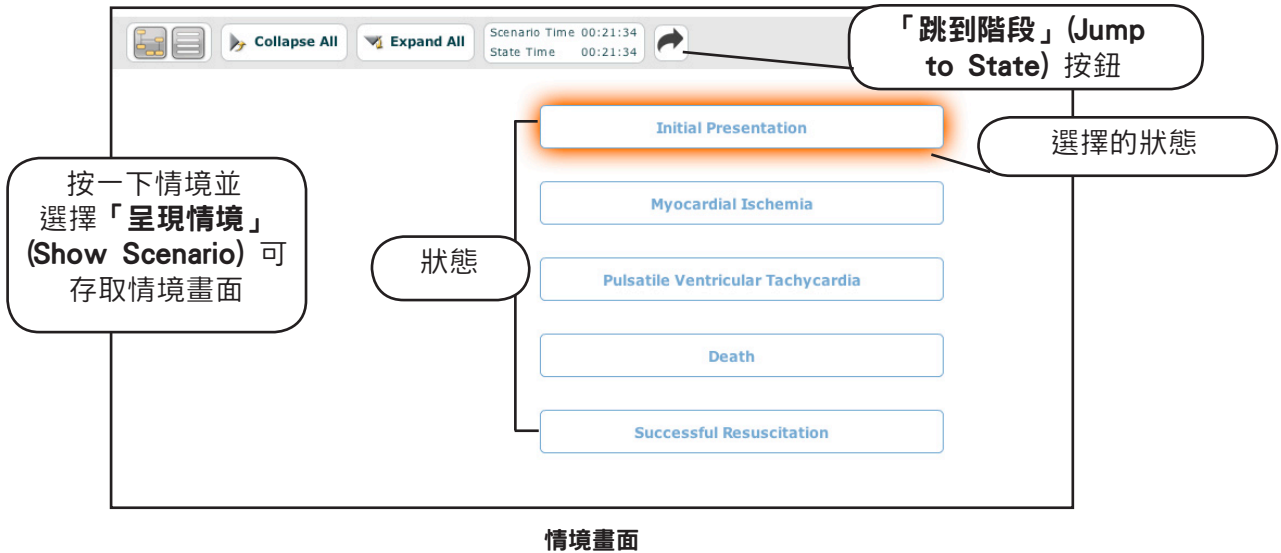 Collapse All
Expand All
Scenario Time 00:21:34
State Time 00:21:34
「跳到階段」(Jump
to State) 按鈕
Initial Presentation
選擇的狀態
按一下情境並
選擇「呈現情境」
(Show Scenario) 可
存取情境畫面
Myocardial Ischemia
狀態
Pulsatile Ventricular Tachycardia
Death
Successful Resuscitation
情境畫面